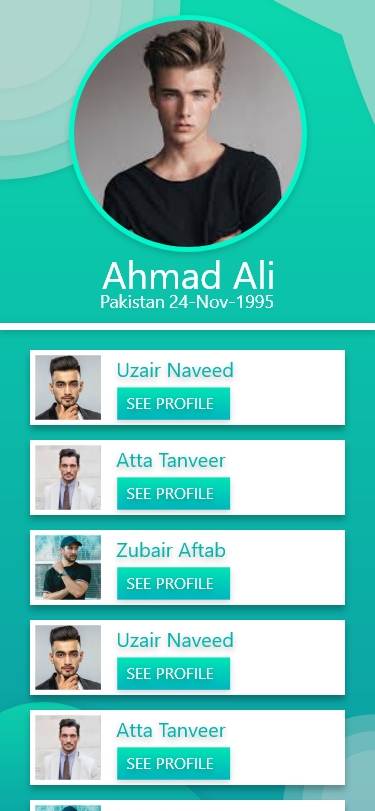 Ahmad Ali
Pakistan 24-Nov-1995
Uzair Naveed
SEE PROFILE
Atta Tanveer
SEE PROFILE
Zubair Aftab
SEE PROFILE
Uzair Naveed
SEE PROFILE
Atta Tanveer
SEE PROFILE